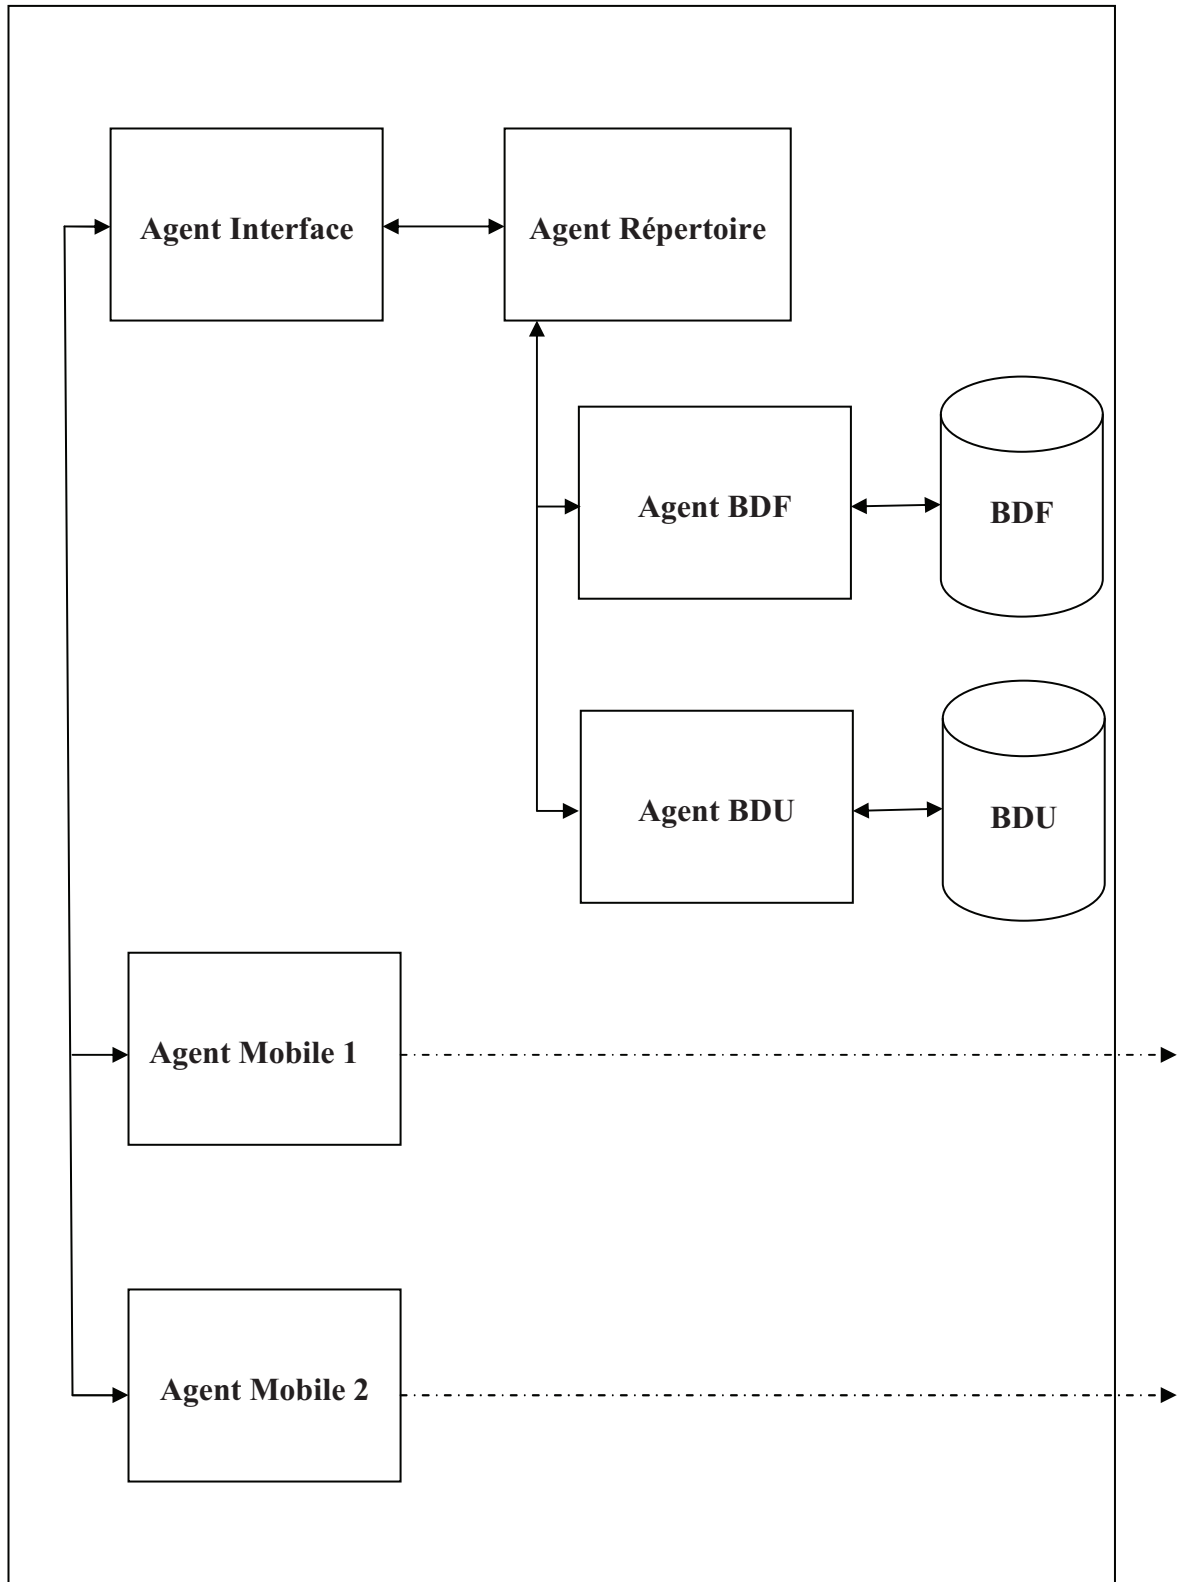 Agent Interface
Agent Répertoire
Agent BDF
BDF
Agent BDU
BDU
Agent Mobile 1
Agent Mobile 2